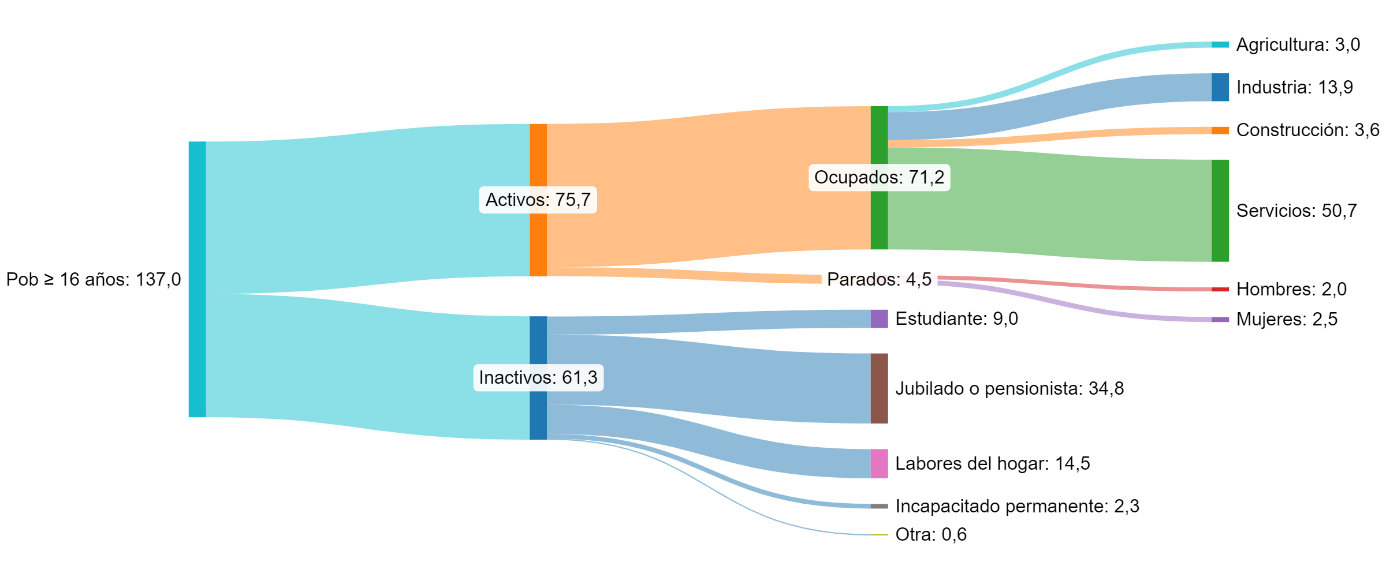 Pob ≥ 16 años: 137,0
Activos: 75,7
Inactivos: 61,3
Ocupados: 71,2
Parados: 4,5
Estudiante: 9,0
Jubilado o pensionista: 34,8
Labores del hogar: 14,5
Incapacitado permanente: 2,3
Otra: 0,6
Agricultura: 3,0
Industria: 13,9
Construcción: 3,6
Servicios: 50,7
Hombres: 2,0
Mujeres: 2,5